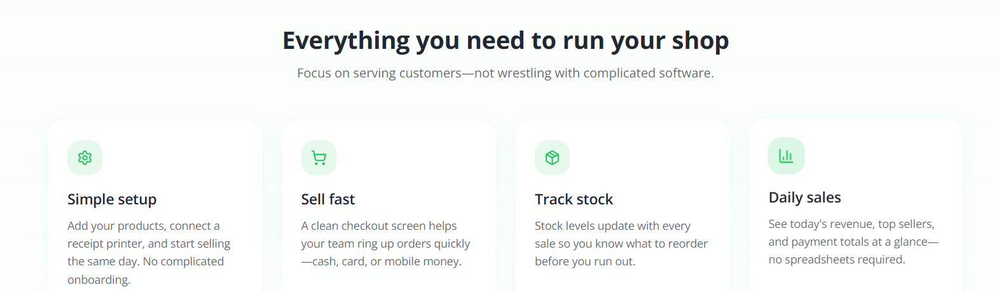 Everything you need to run your shop
Focus on serving customers—not wrestling with complicated software.
Simple setup
Add your products, connect a
receipt printer, and start selling
the same day. No complicated
onboarding.
Sell fast
A clean checkout screen helps
your team ring up orders quickly
—cash, card, or mobile money.
Track stock
Stock levels update with every
sale so you know what to reorder
before you run out.
Daily sales
See today's revenue, top sellers,
and payment totals at a glance—
no spreadsheets required.